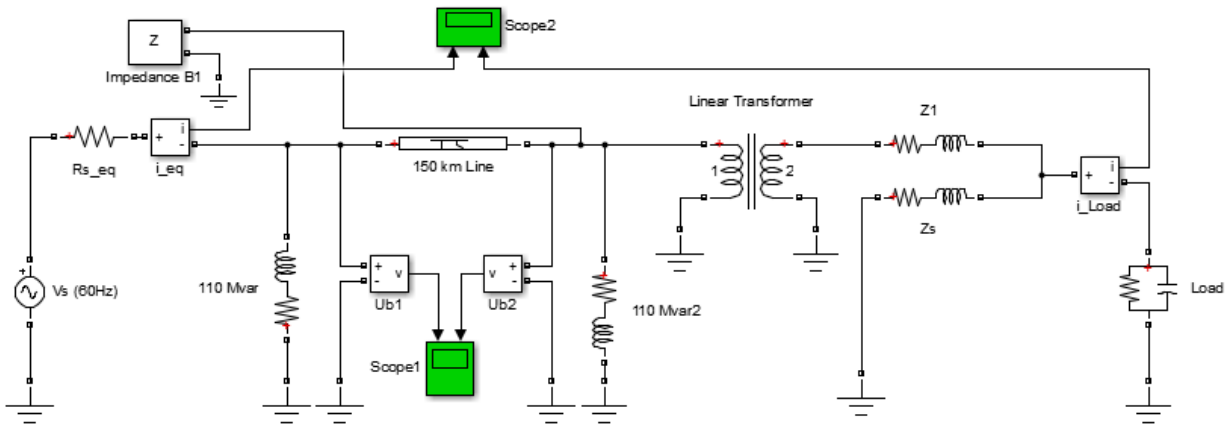 Scope2
Z
Impedance B1
Linear Transformer
Z1
+
i
-
Rs_eq
i_eq
150 km Line
1
2
+
i
-
i_Load
Zs
+
Vs (60Hz)
110 Mvar
+
-
v
Ub1
v
+
-
Ub2
110 Mvar2
Load
Scope1